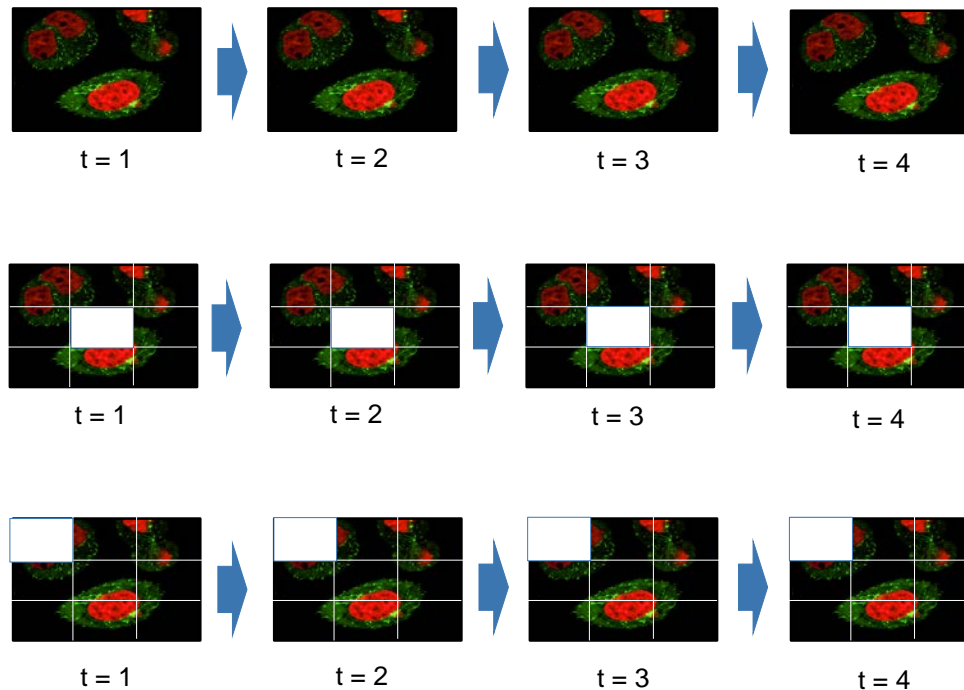 t = 1
t = 2
t = 3
t = 4
t = 1
t = 2
t = 3
t = 4
t = 1
t = 2
t = 3
t = 4